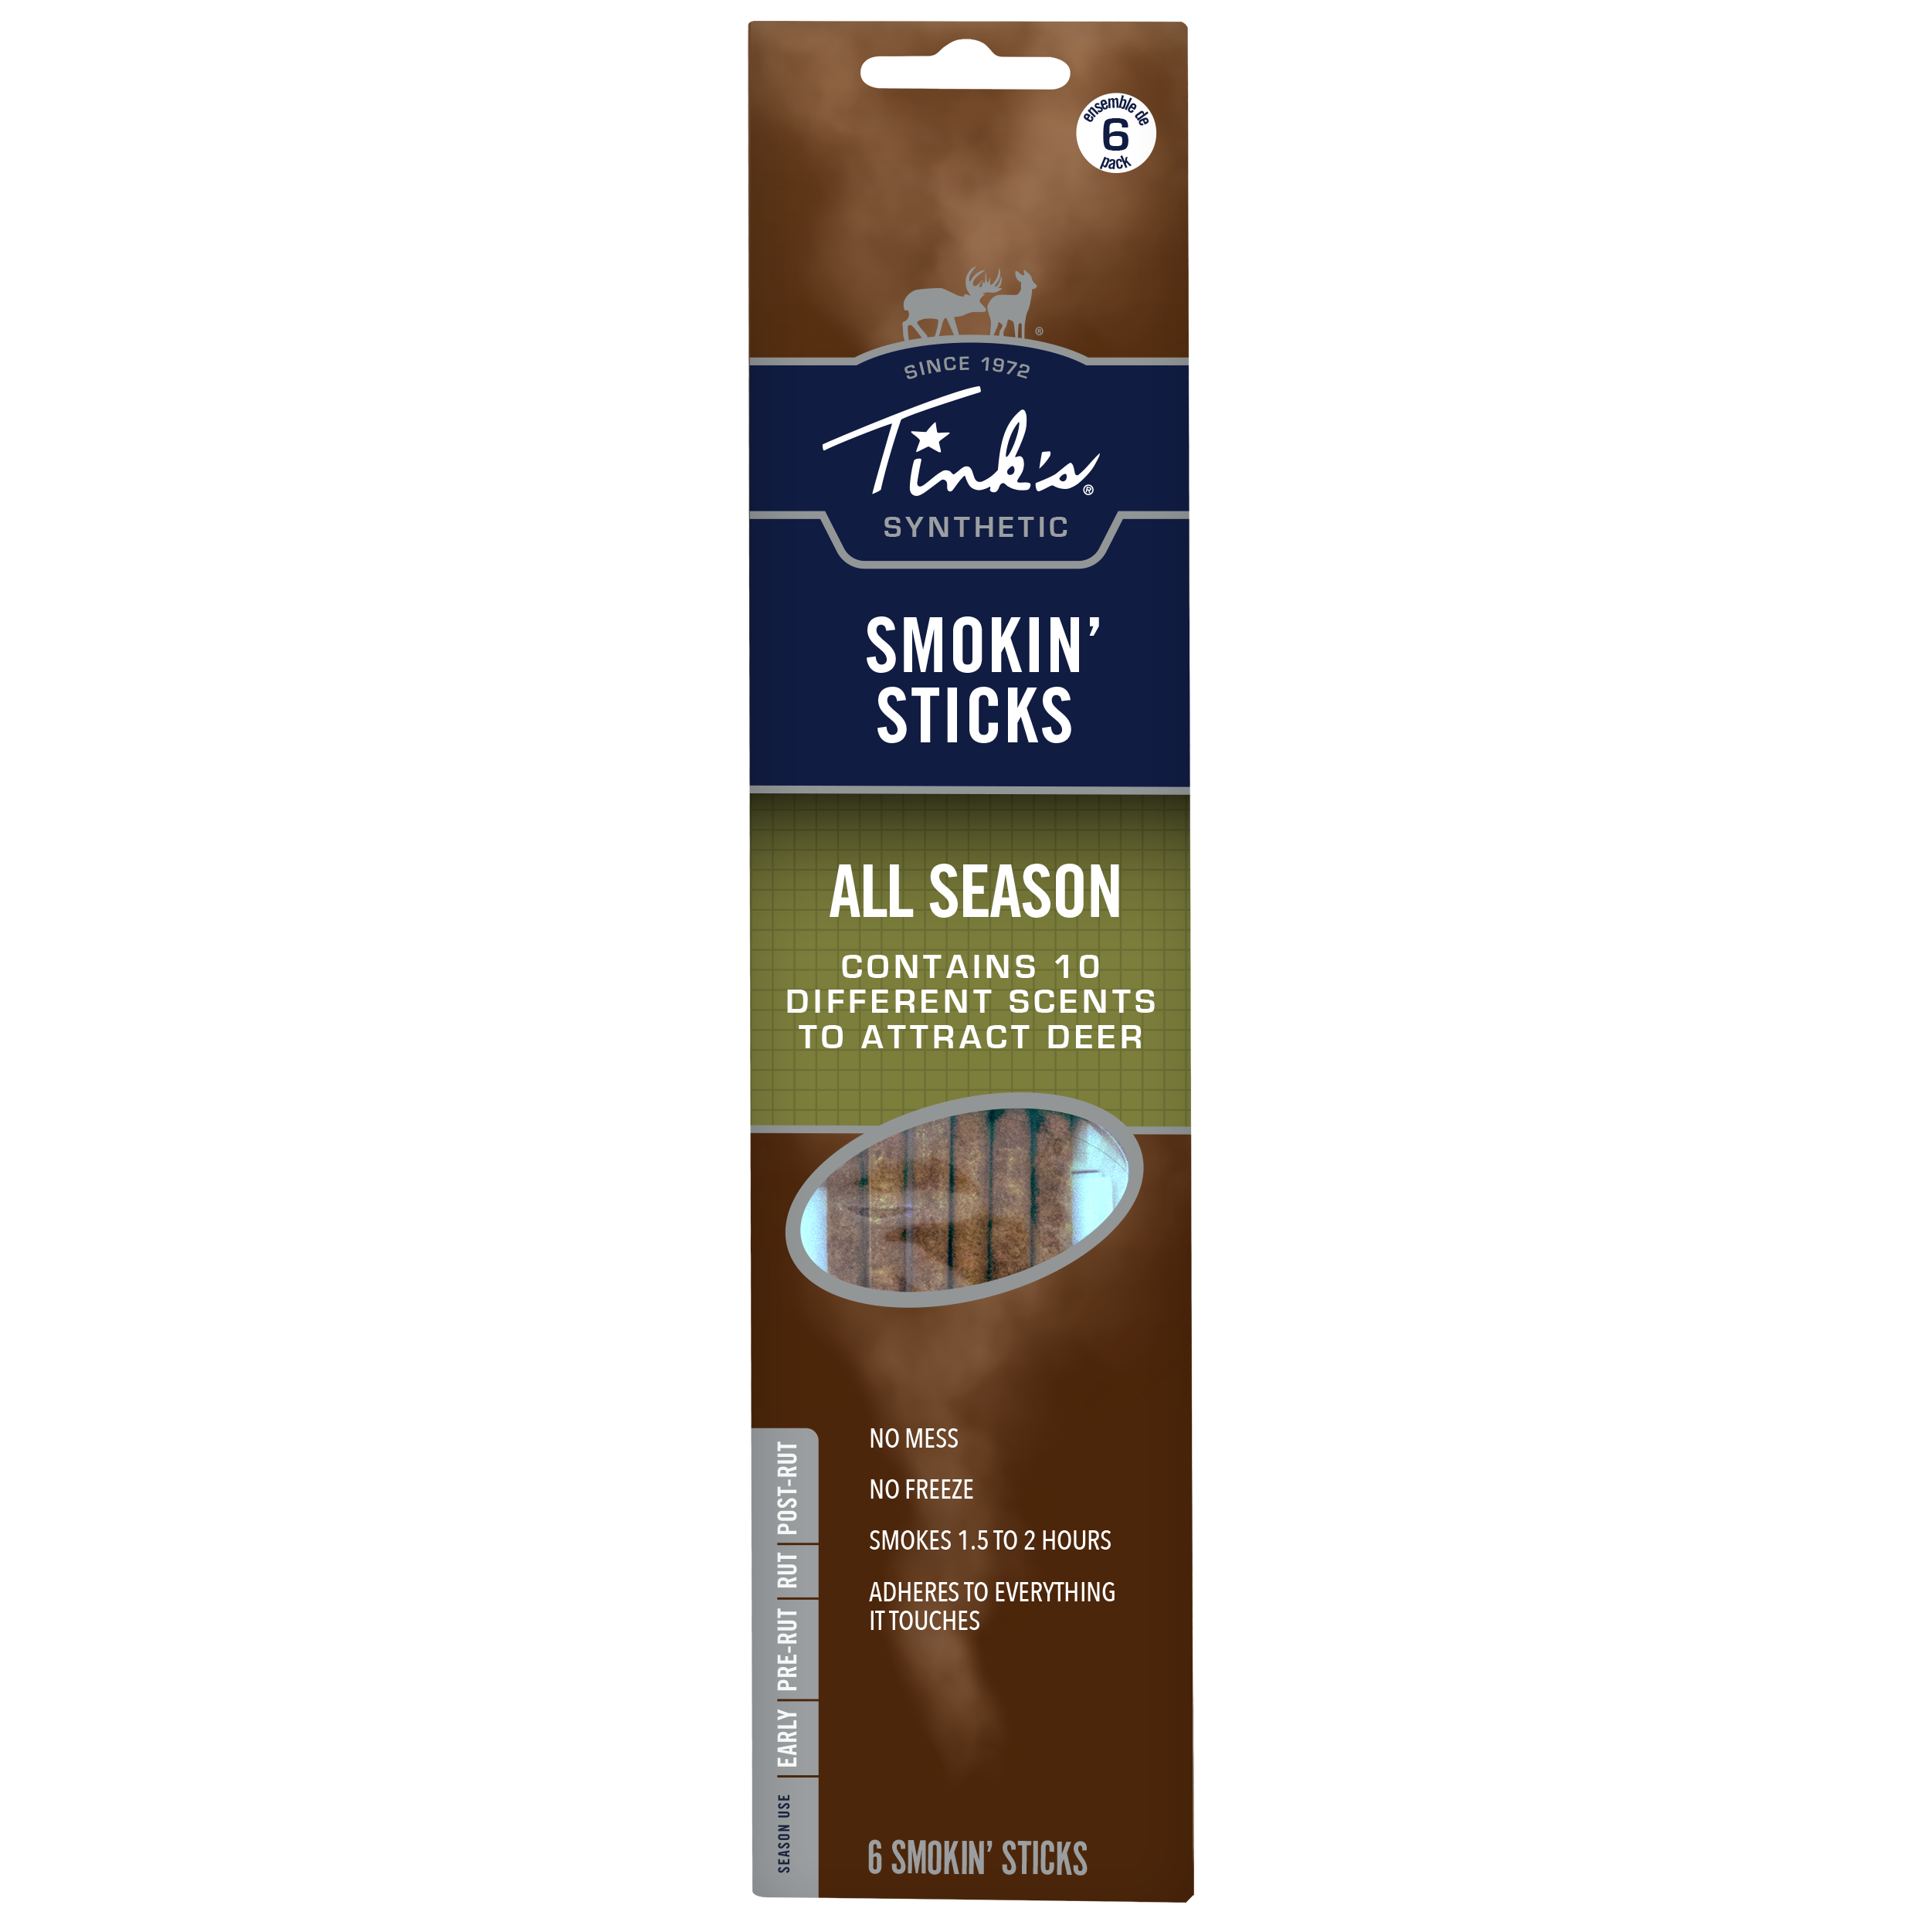 ensemble de
6
pack
®
SINCE 1972
Tink's®
SYNTHETIC
SMOKIN’
STICKS
ALL SEASON
CONTAINS 10
DIFFERENT SCENTS
TO ATTRACT DEER
NO MESS
NO FREEZE
SMOKES 1.5 TO 2 HOURS
ADHERES TO EVERYTHING
IT TOUCHES
SEASON USE EARLY PRE-RUT RUT POST-RUT
6 SMOKIN’ STICKS